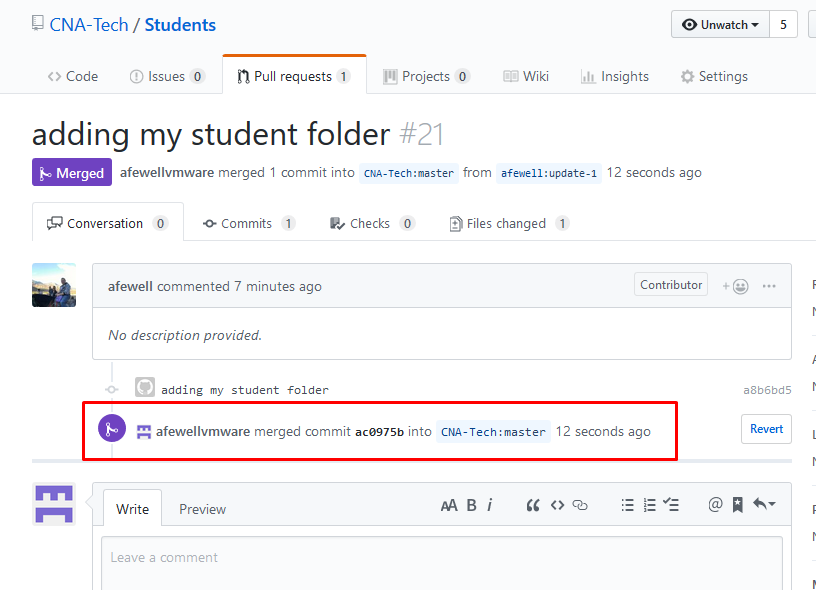 CNA-Tech / Students
Unwatch 5
Code Issues 0 Pull requests 1 Projects 0 Wiki Insights Settings
adding my student folder #21
Merged afewellvmware merged 1 commit into CNA-Tech:master from afewell:update-1 12 seconds ago
Conversation 0 Commits 1 Checks 0 Files changed 1
afewell commented 7 minutes ago Contributor
No description provided.
adding my student folder a8b6bd5
afewellvmware merged commit ac0975b into CNA-Tech:master 12 seconds ago Revert
Write Preview AA B i
Leave a comment